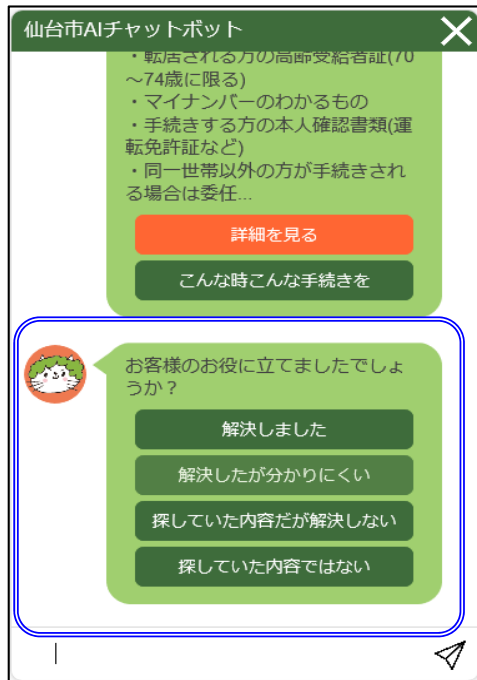 仙台市AIチャットボット
・転居される方の高齢受給者証(70
～74歳に限る)
・マイナンバーのわかるもの
・手続きする方の本人確認書類(運
転免許証など)
・同一世帯以外の方が手続きされ
る場合は委任...
詳細を見る
こんな時こんな手続きを
お客様のお役に立てましたでしょ
うか？
解決しました
解決したが分かりにくい
探していた内容だが解決しない
探していた内容ではない